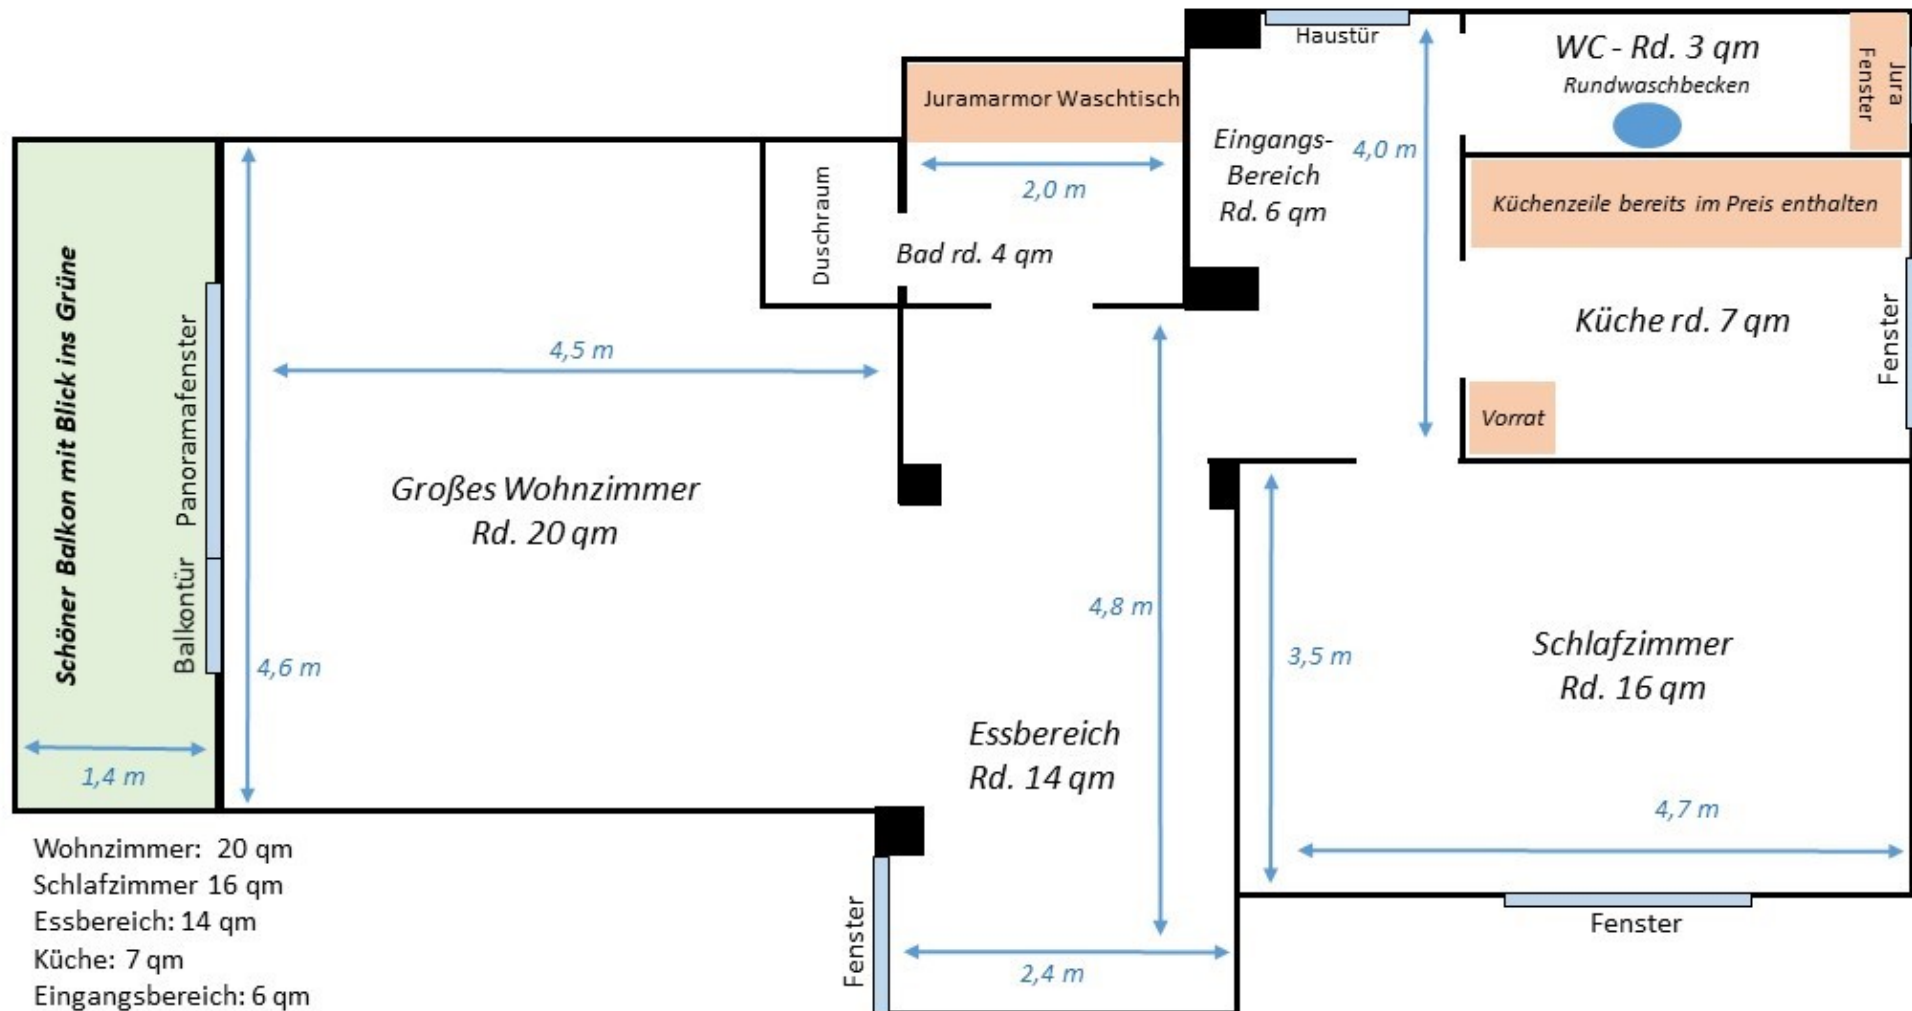 Haustür
WC - Rd. 3 qm
Rundwaschbecken
Jura
Fenster
Juramarmor Waschtisch
2,0 m
Eingangs-
Bereich
Rd. 6 qm
4,0 m
Küchenzeile bereits im Preis enthalten
Duschraum
Bad rd. 4 qm
Küche rd. 7 qm
Fenster
Vorrat
Schöner Balkon mit Blick ins Grüne
Panoramafenster
Balkontür
4,5 m
Großes Wohnzimmer
Rd. 20 qm
4,6 m
1,4 m
4,8 m
Essbereich
Rd. 14 qm
3,5 m
Schlafzimmer
Rd. 16 qm
4,7 m
Fenster
Fenster
2,4 m
Wohnzimmer: 20 qm
Schlafzimmer 16 qm
Essbereich: 14 qm
Küche: 7 qm
Eingangsbereich: 6 qm